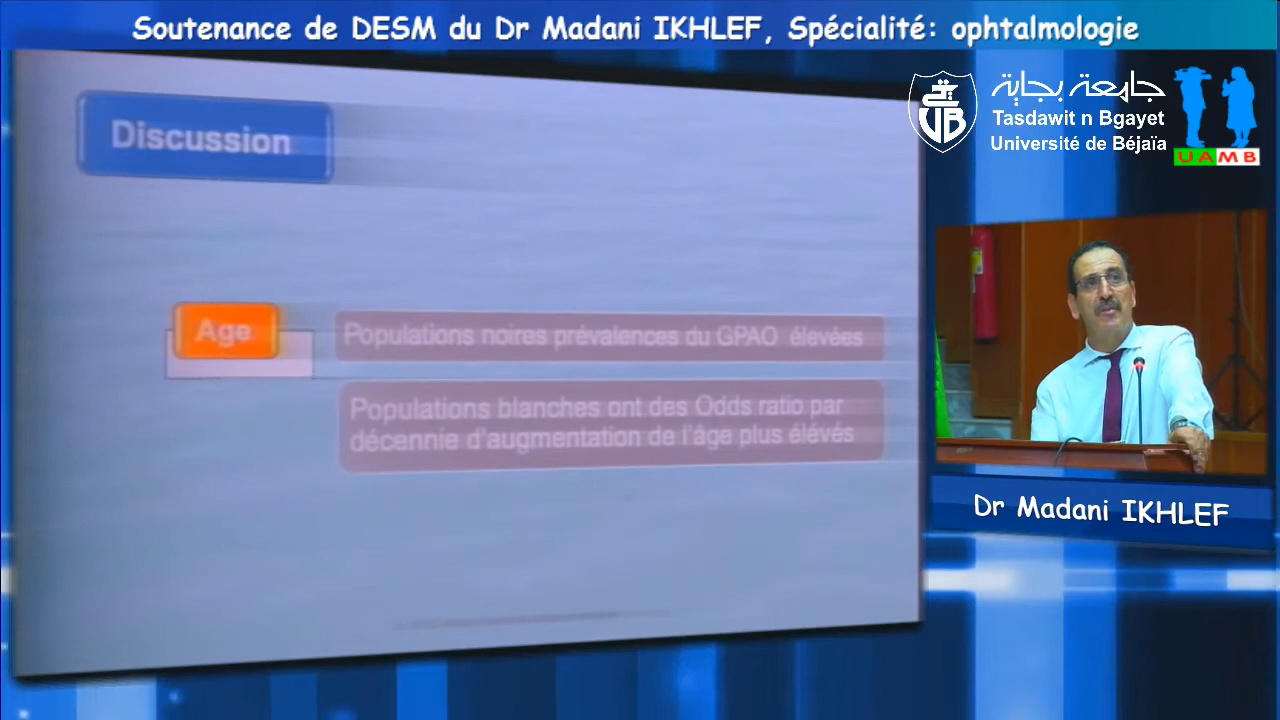 Soutenance de DESM du Dr Madani IKHLEF, Spécialité: ophtalmologie
جامعة بجاية
Tasdawit n Bgayet
Université de Béjaïa
UAMB
Discussion
Age
Populations noires prévalences du GPAO élevées
Populations blanches ont des Odds ratio par
décennie d'augmentation de l'âge plus élévés
Dr Madani IKHLEF